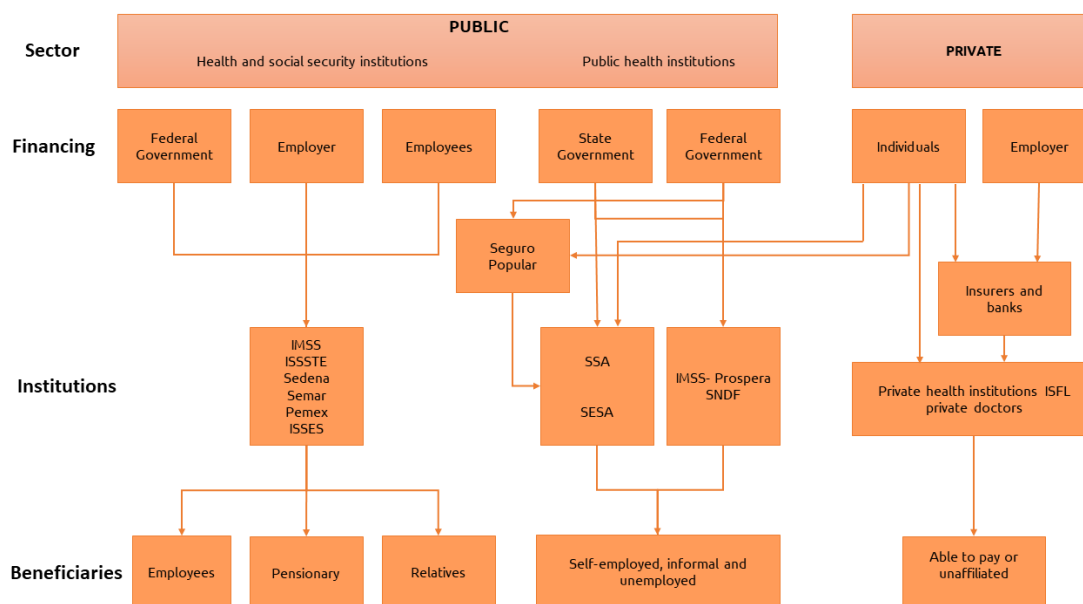 Sector
PUBLIC
Health and social security institutions
Public health institutions
PRIVATE
Financing
Federal
Government
Employer
Employees
State
Government
Federal
Government
Individuals
Employer
Seguro
Popular
Insurers and
banks
Institutions
IMSS
ISSSTE
Sedena
Semar
Pemex
ISSES
SSA
SESA
IMSS- Prospera
SNDF
Private health institutions ISFL
private doctors
Beneficiaries
Employees
Pensionary
Relatives
Self-employed, informal and
unemployed
Able to pay or
unaffiliated